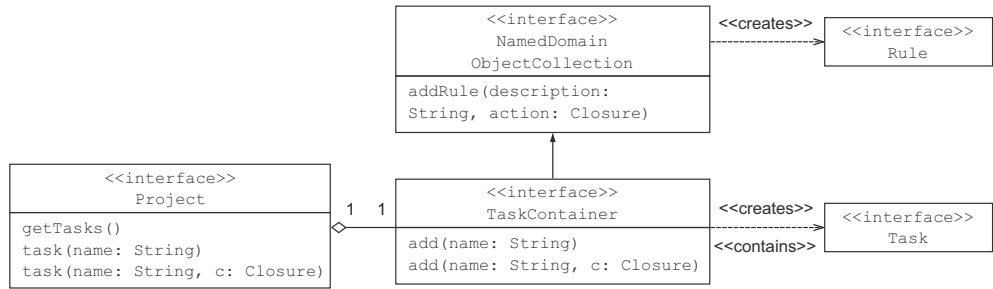 <<interface>>
NamedDomain
ObjectCollection
addRule(description:
String, action: Closure)
<<creates>>
<<interface>>
Rule
<<interface>>
Project
getTasks()
task(name: String)
task(name: String, c: Closure)
1 1
<<interface>>
TaskContainer
add(name: String)
add(name: String, c: Closure)
<<creates>>
<<contains>>
<<interface>>
Task